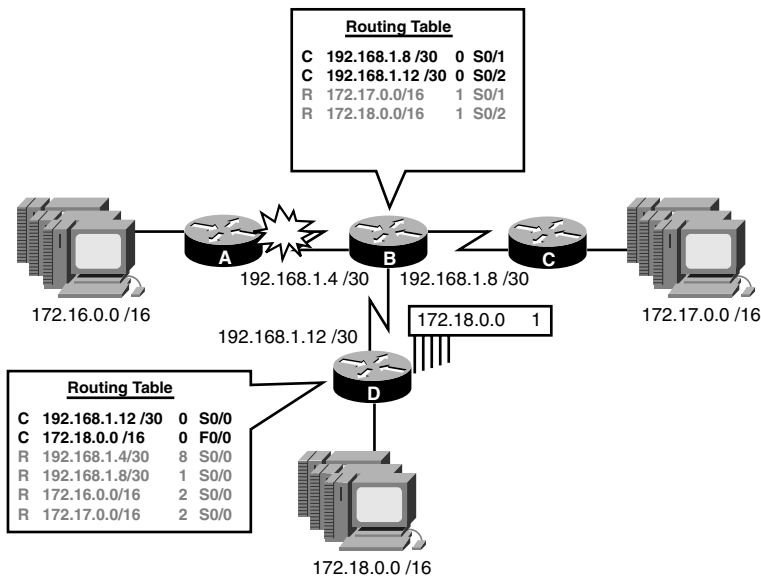 Routing Table
C 192.168.1.8 /30 0 S0/1
C 192.168.1.12 /30 0 S0/2
R 172.17.0.0/16 1 S0/1
R 172.18.0.0/16 1 S0/2
A
B
C
192.168.1.4 /30
192.168.1.8 /30
172.16.0.0 /16
172.17.0.0 /16
172.18.0.0 1
192.168.1.12 /30
D
Routing Table
C 192.168.1.12 /30 0 S0/0
C 172.18.0.0 /16 0 F0/0
R 192.168.1.4/30 8 S0/0
R 192.168.1.8/30 1 S0/0
R 172.16.0.0/16 2 S0/0
R 172.17.0.0/16 2 S0/0
172.18.0.0 /16